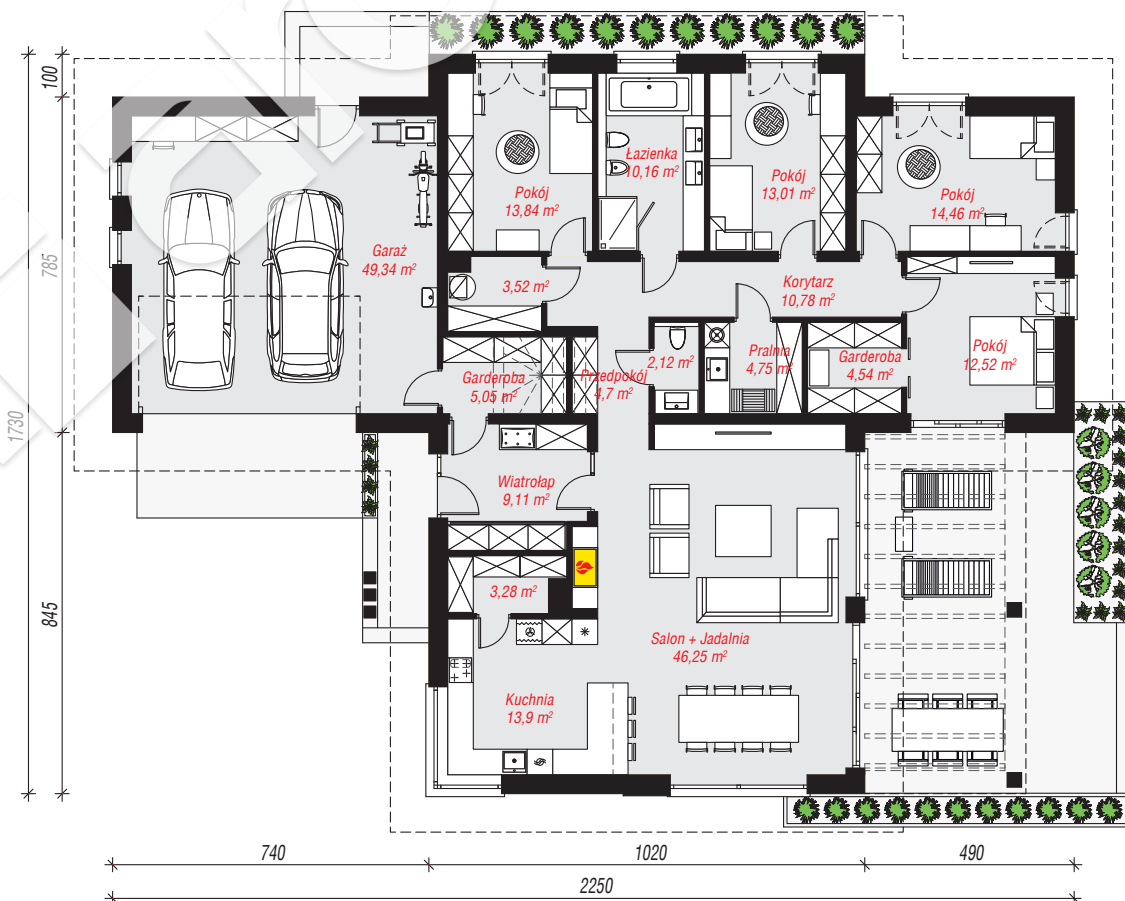 100
785
1730
845
Pokój
13,84 m²
Łazienka
10,16 m²
Pokój
13,01 m²
Pokój
14,46 m²
Garaż
49,34 m²
3,52 m²
Korytarz
10,78 m²
Garderoba
5,05 m²
Przedpokój
4,7 m²
2,12 m²
Pralnia
4,75 m²
Garderoba
4,54 m²
Pokój
12,52 m²
Wiatrołap
9,11 m²
3,28 m²
Salon + Jadalnia
46,25 m²
Kuchnia
13,9 m²
740
1020
490
2250